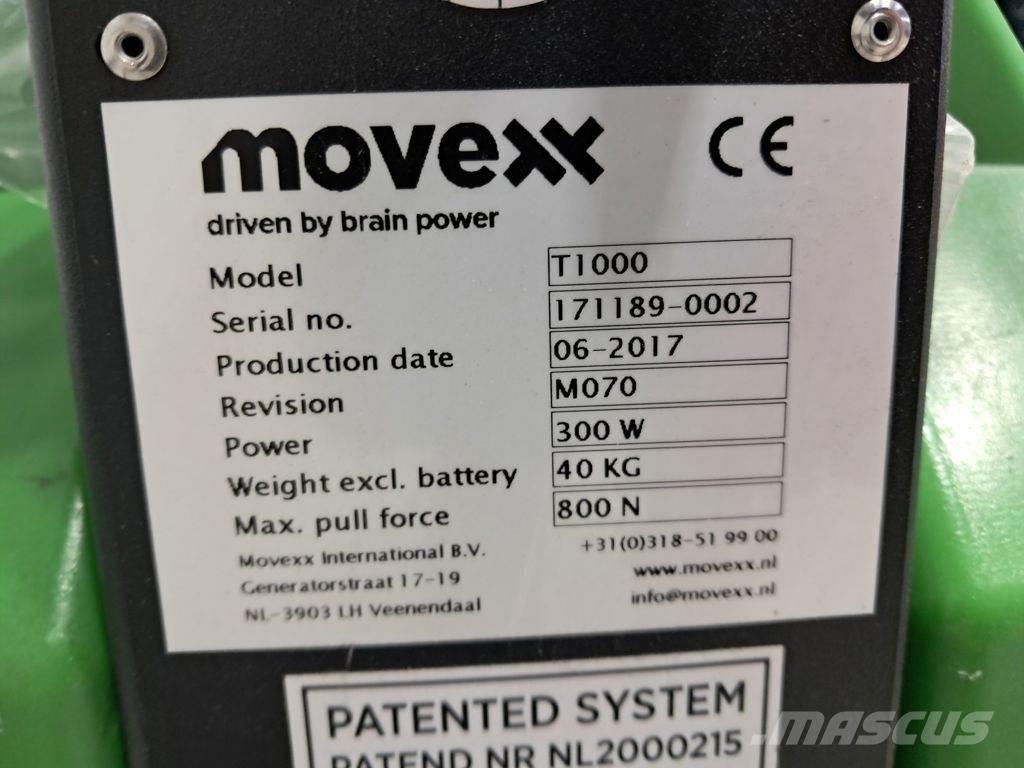 movexx CE
driven by brain power
Model T1000
Serial no. 171189-0002
Production date 06-2017
Revision M070
Power 300 W
Weight excl. battery 40 KG
Max. pull force 800 N
Movexx International B.V. +31(0)318-51 99 00
Generatorstraat 17-19 www.movexx.nl
NL-3903 LH Veenendaal info@movexx.nl
PATENTED SYSTEM
PATEND NR NL2000215
MASCUS